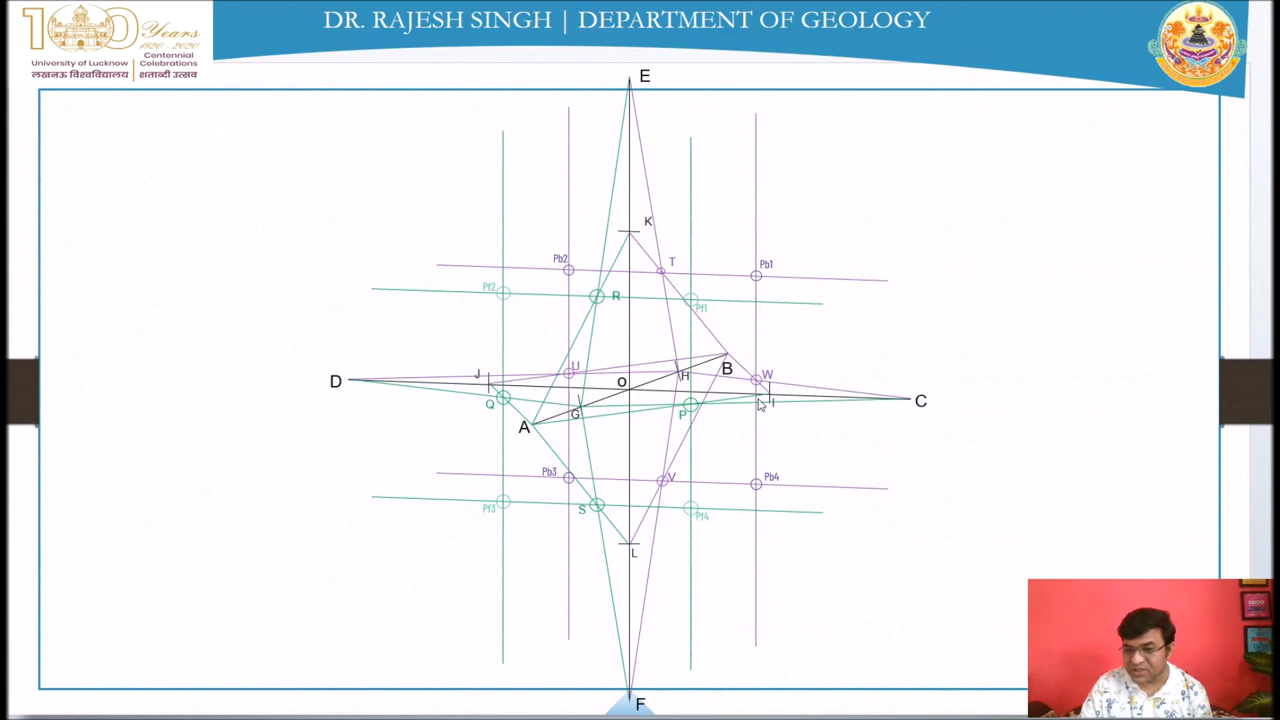 DR. RAJESH SINGH | DEPARTMENT OF GEOLOGY
100 Years
1920 - 2020
Centennial
Celebrations
University of Lucknow
लखनऊ विश्वविद्यालय
शताब्दी उत्सव
E
K
Pb2
T
Pb1
Pf2
R
Pf1
D
J
U
H
B
W
O
Q
G
P
I
C
A
Pb3
V
Pb4
Pf3
S
Pf4
L
F